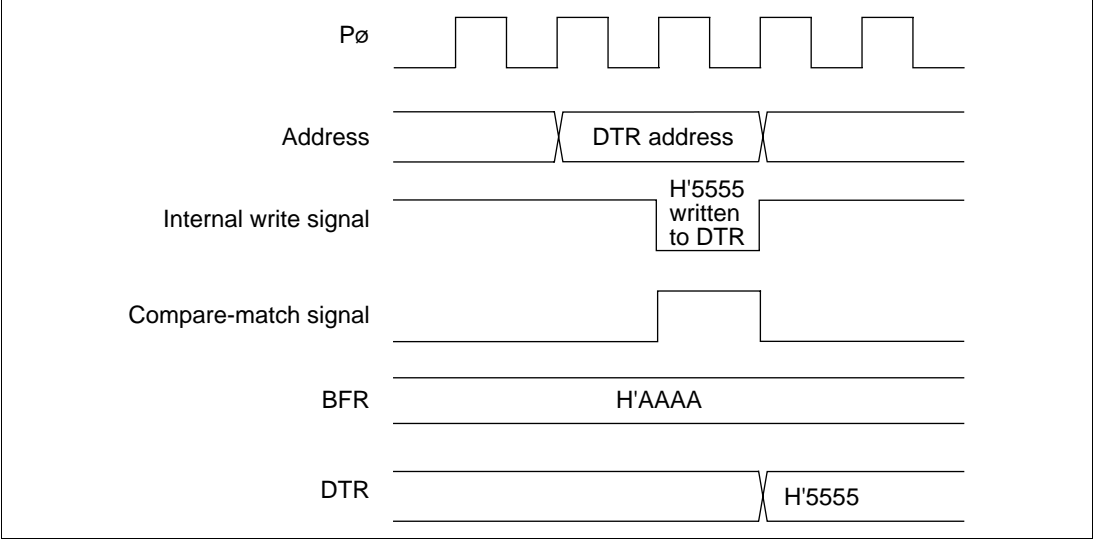 Pø
Address
DTR address
Internal write signal
H'5555
written
to DTR
Compare-match signal
BFR
H'AAAA
DTR
H'5555